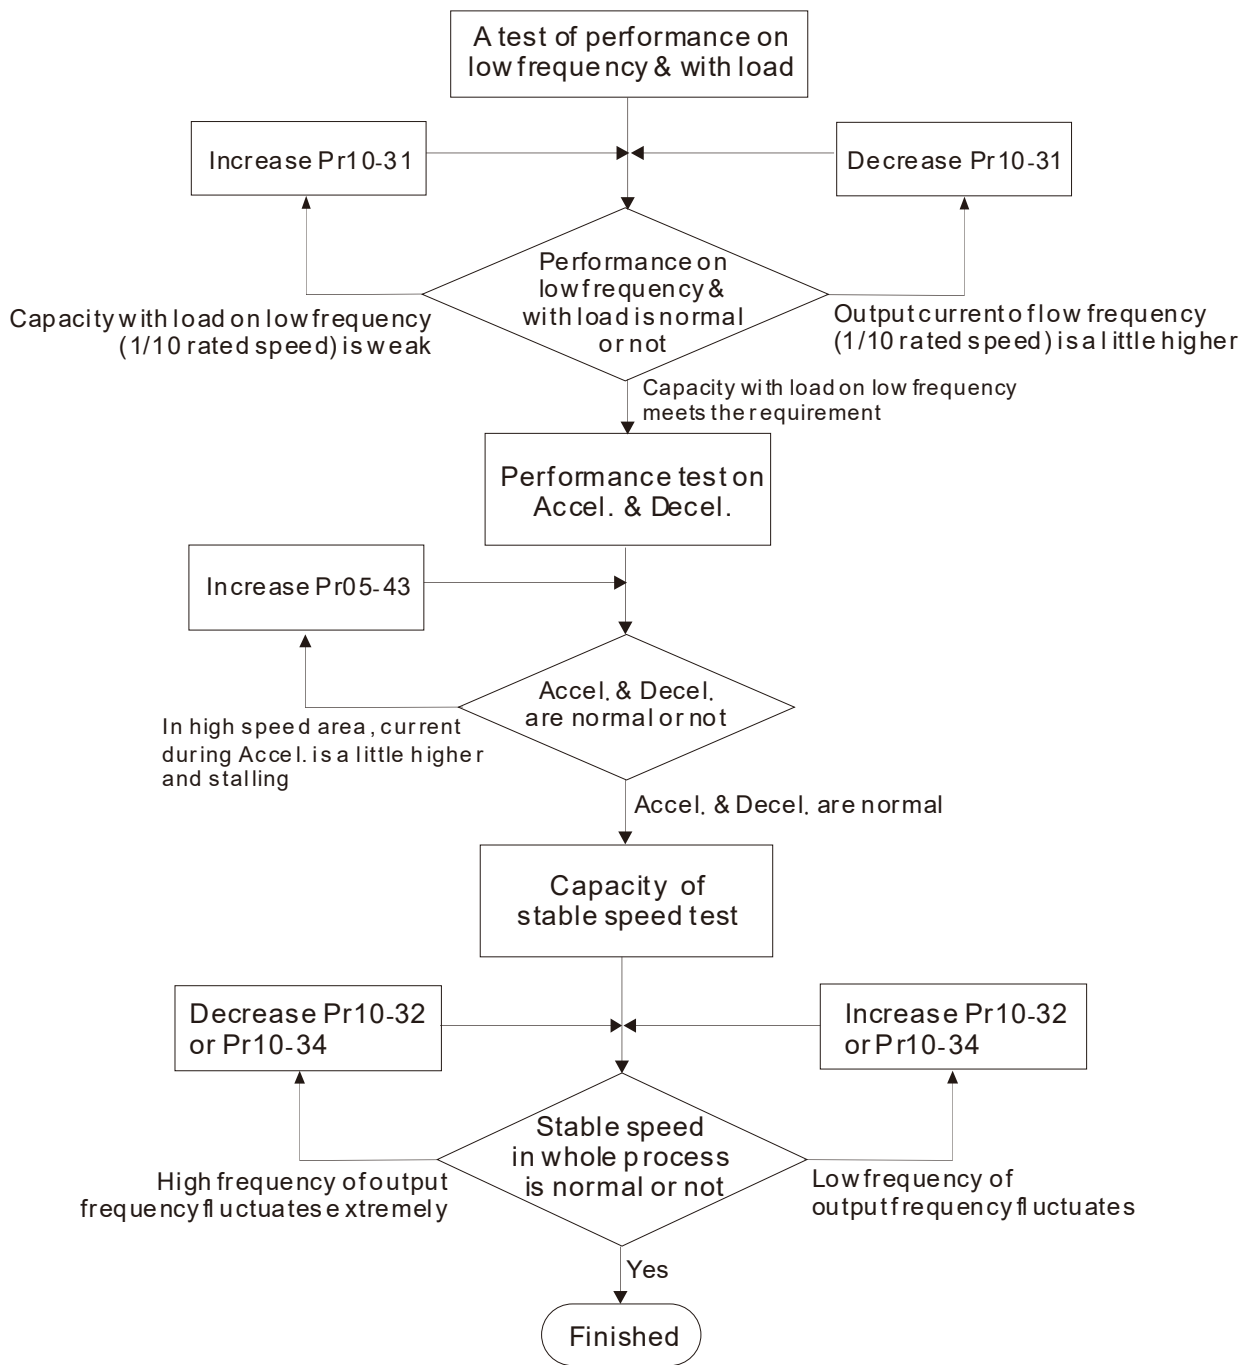 A test of performance on
low frequency & with load
Increase Pr10-31
Decrease Pr10-31
Performance on
low frequency &
with load is normal
or not
Capacity with load on low frequency
(1/10 rated speed) is weak
Output current of low frequency
(1/10 rated speed) is a little higher
Capacity with load on low frequency
meets the requirement
Performance test on
Accel. & Decel.
Increase Pr05-43
Accel. & Decel.
are normal or not
In high speed area, current
during Accel. is a little higher
and stalling
Accel. & Decel. are normal
Capacity of
stable speed test
Decrease Pr10-32
or Pr10-34
Increase Pr10-32
or Pr10-34
Stable speed
in whole process
is normal or not
High frequency of output
frequency fluctuates extremely
Low frequency of
output frequency fluctuates
Yes
Finished